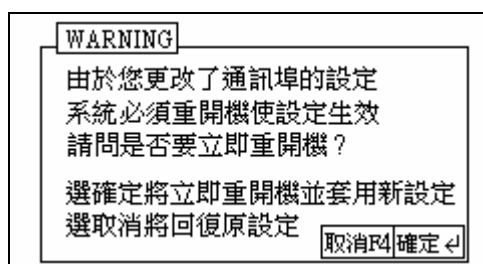 WARNING
由於您更改了通訊埠的設定
系統必須重開機使設定生效
請問是否要立即重開機？
選確定將立即重開機並套用新設定
選取消將回復原設定
取消F4 確定↵